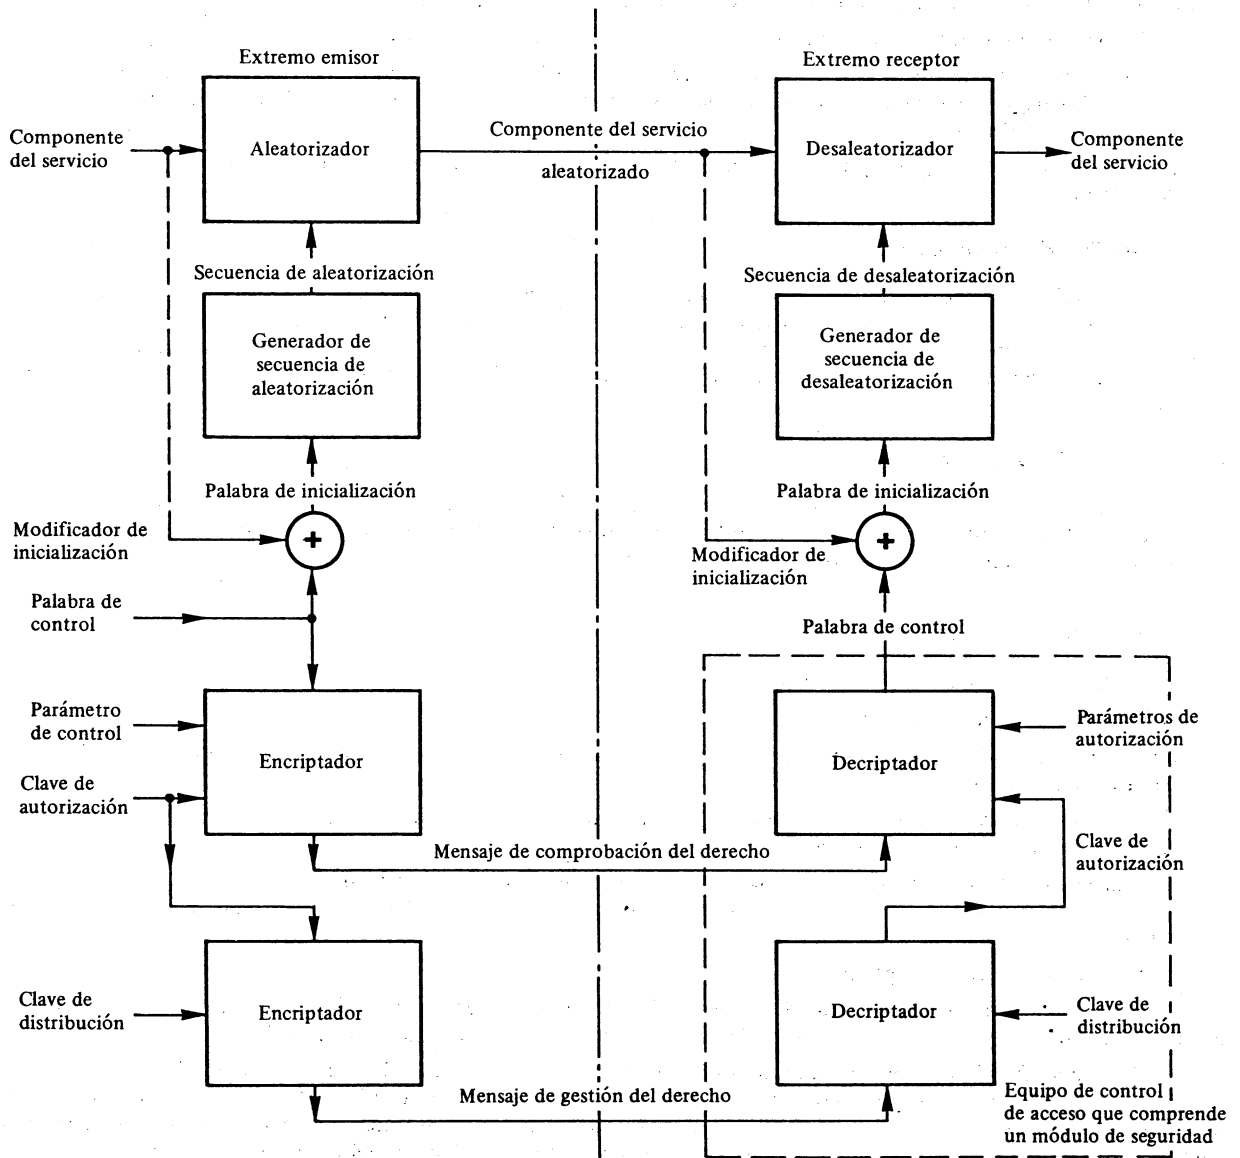 Extremo emisor
Extremo receptor
Componente
del servicio
Aleatorizador
Componente del servicio
aleatorizado
Desaleatorizador
Componente
del servicio
Secuencia de aleatorización
Secuencia de desaleatorización
Generador de
secuencia de
aleatorización
Generador de
secuencia de
desaleatorización
Palabra de inicialización
Palabra de inicialización
Modificador de
inicialización
+
Modificador de
inicialización
+
Palabra de
control
Palabra de control
Parámetro
de control
Encriptador
Decriptador
Parámetros de
autorización
Clave de
autorización
Mensaje de comprobación del derecho
Clave de
autorización
Clave de
distribución
Encriptador
Decriptador
Clave de
distribución
Mensaje de gestión del derecho
Equipo de control
de acceso que comprende
un módulo de seguridad